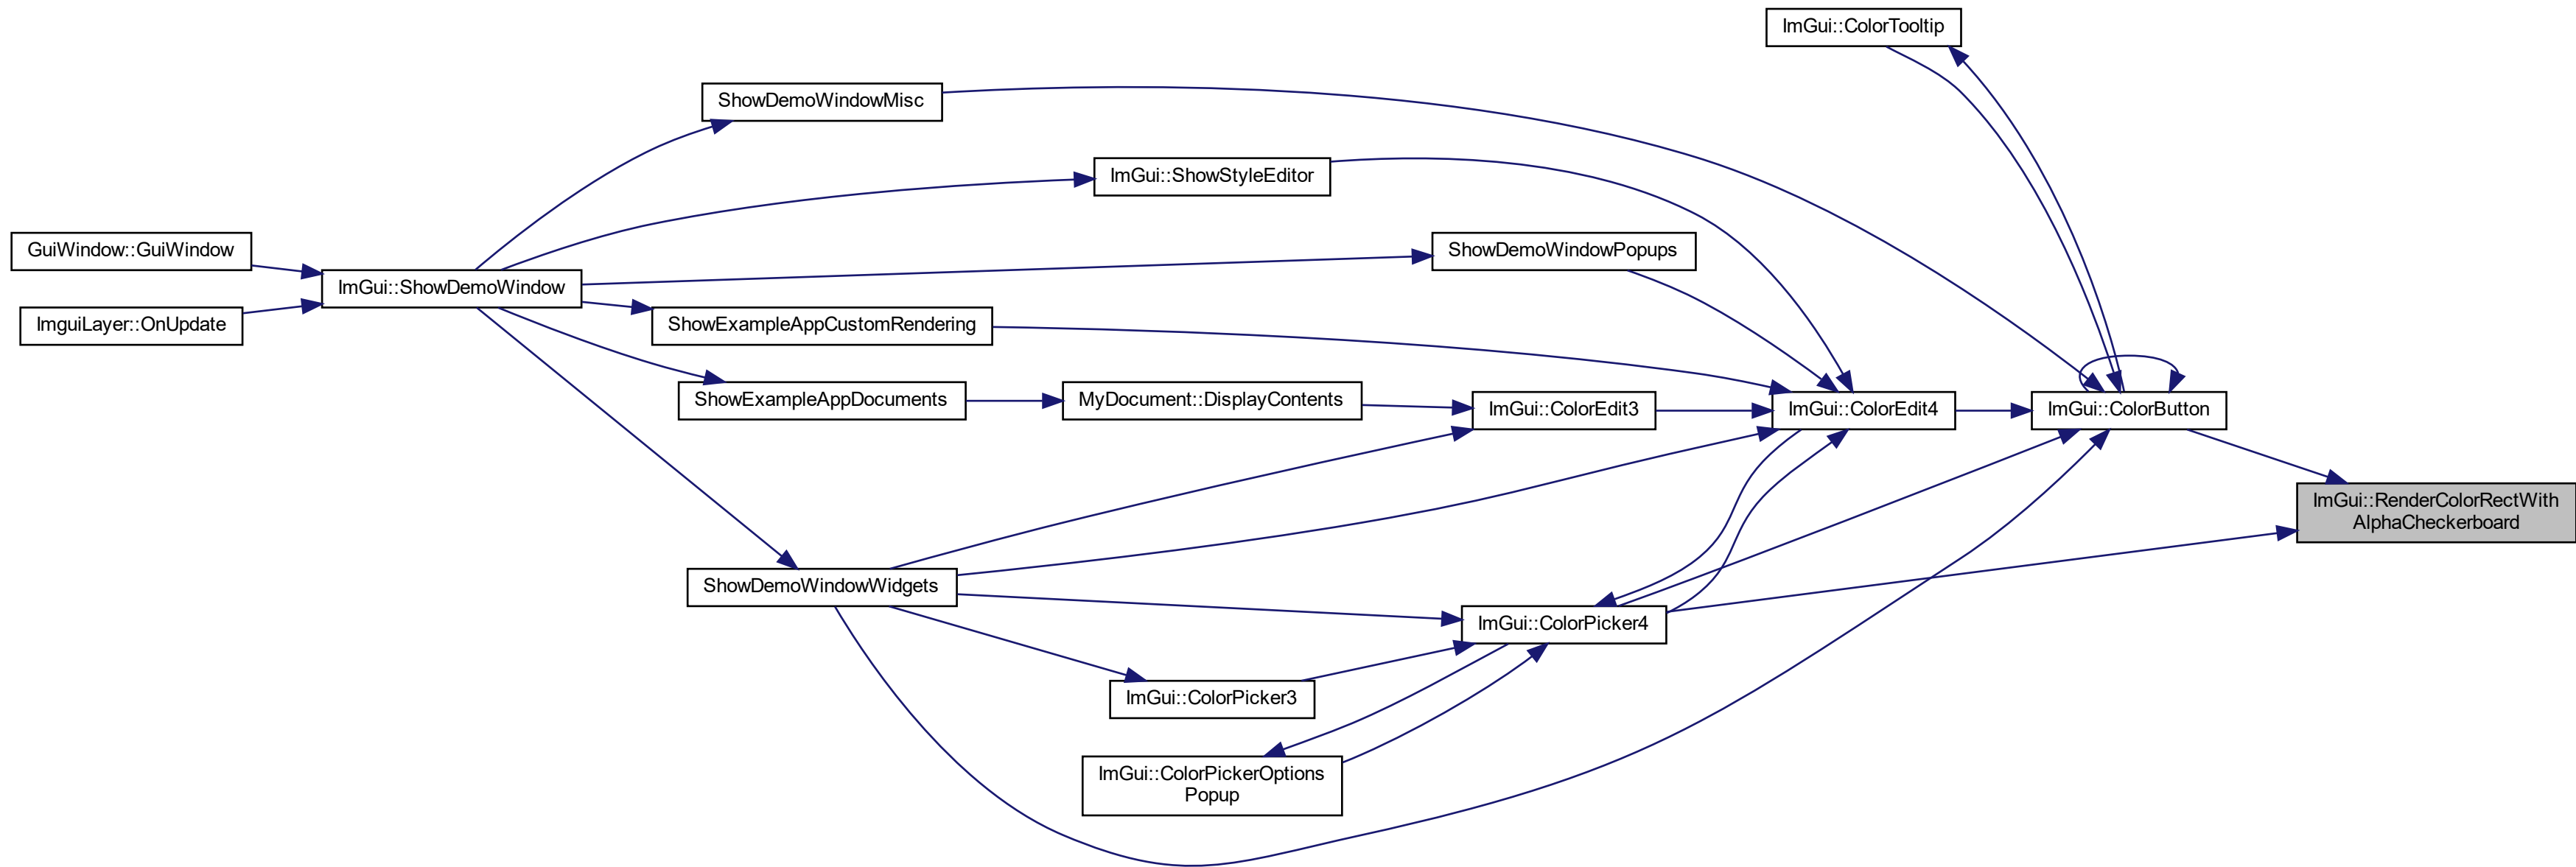 ImGui::ColorTooltip
ShowDemoWindowMisc
ImGui::ShowStyleEditor
GuiWindow::GuiWindow
ShowDemoWindowPopups
ImGui::ShowDemoWindow
ImguiLayer::OnUpdate
ShowExampleAppCustomRendering
ShowExampleAppDocuments
MyDocument::DisplayContents
ImGui::ColorEdit3
ImGui::ColorEdit4
ImGui::ColorButton
ImGui::RenderColorRectWith
AlphaCheckerboard
ShowDemoWindowWidgets
ImGui::ColorPicker4
ImGui::ColorPicker3
ImGui::ColorPickerOptions
Popup